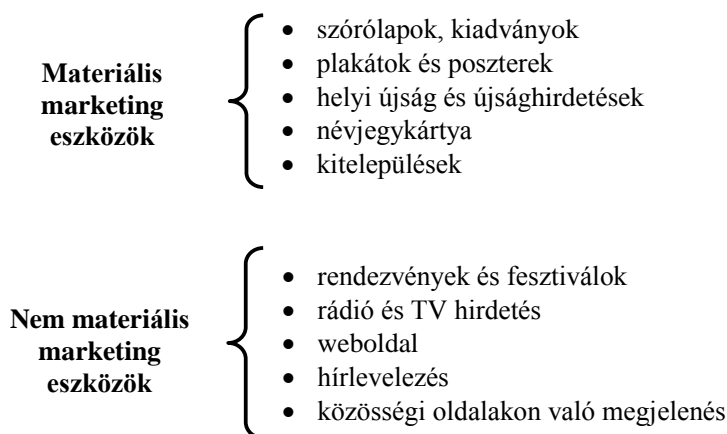 Materiális
marketing
eszközök
• szórólapok, kiadványok
• plakátok és poszterek
• helyi újság és újsághirdetések
• névjegykártya
• kitelepülések
Nem materiális
marketing
eszközök
• rendezvények és fesztiválok
• rádió és TV hirdetés
• weboldal
• hírlevelezés
• közösségi oldalakon való megjelenés